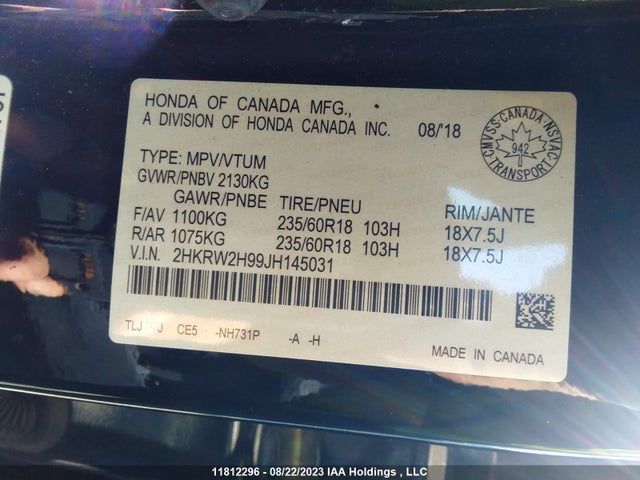 HONDA OF CANADA MFG.,
A DIVISION OF HONDA CANADA INC. 08/'18
CMVSS-CANADA-NSVAC
942
TRANSPORT
TYPE: MPV/VTUM
GVWR/PNBV 2130KG
GAWR/PNBE TIRE/PNEU RIM/JANTE
F/AV 1100KG 235/60R18 103H 18X7.5J
R/AR 1075KG 235/60R18 103H 18X7.5J
V.I.N. 2HKRW2H99JH145031
TLJ J CE5 -NH731P -A -H
MADE IN CANADA
11812296 - 08/22/2023 IAA Holdings , LLC